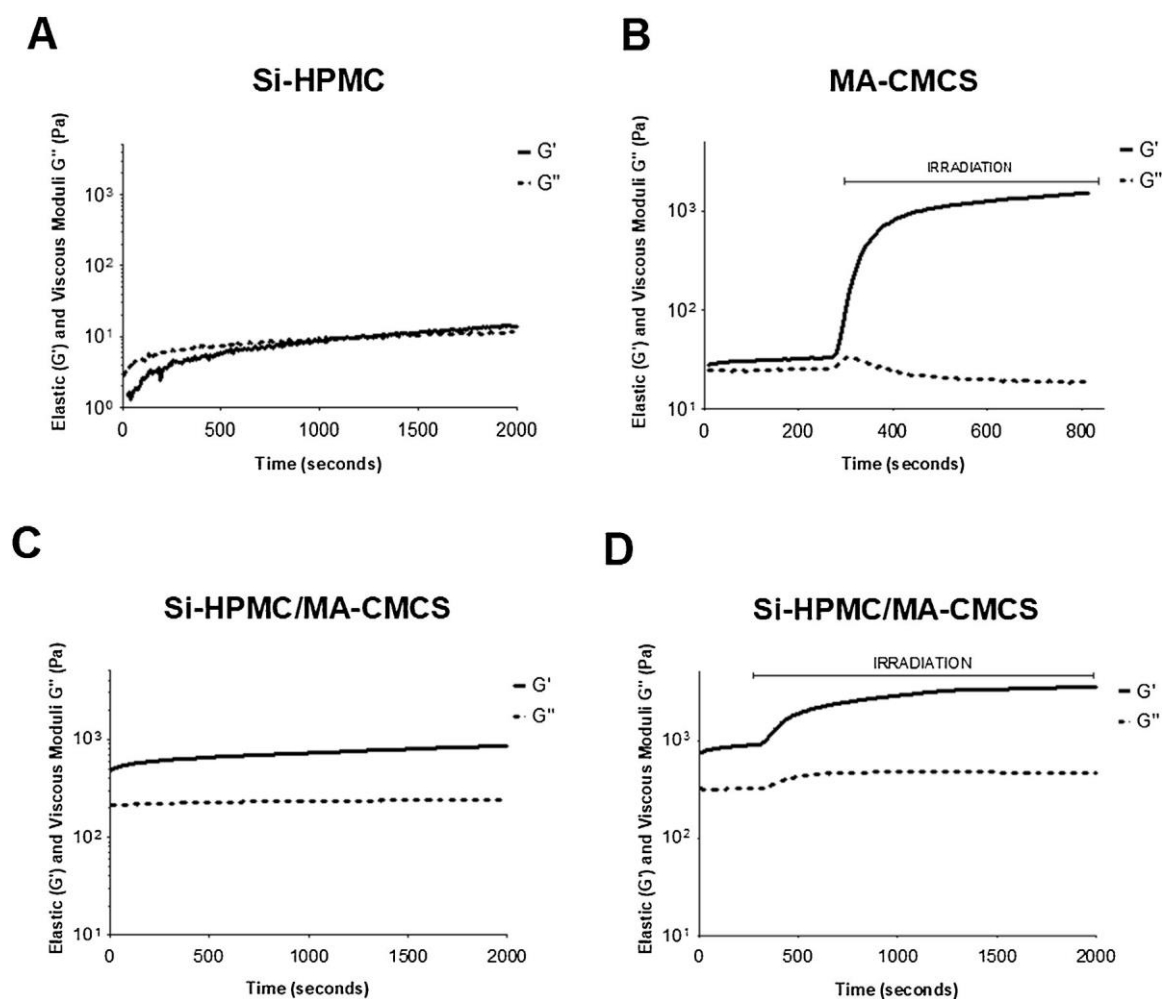 A
Si-HPMC
Elastic (G') and Viscous Moduli G'' (Pa)
10³
10²
10¹
10⁰
0 500 1000 1500 2000
Time (seconds)
G'
G''
B
MA-CMCS
Elastic (G') and Viscous Moduli G'' (Pa)
IRRADIATION
10³
10²
10¹
0 200 400 600 800
Time (seconds)
G'
G''
C
Si-HPMC/MA-CMCS
Elastic (G') and Viscous Moduli G'' (Pa)
10³
10²
10¹
0 500 1000 1500 2000
Time (seconds)
G'
G''
D
Si-HPMC/MA-CMCS
Elastic (G') and Viscous Moduli G'' (Pa)
IRRADIATION
10³
10²
10¹
0 500 1000 1500 2000
Time (seconds)
G'
G''